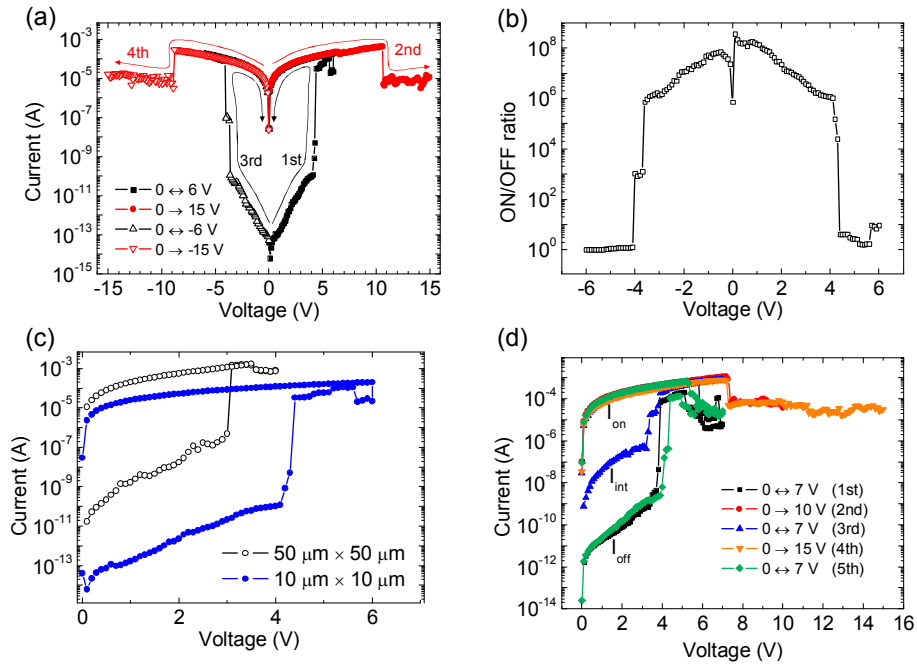 (a)
Current (A)
10⁻³
10⁻⁵
10⁻⁷
10⁻⁹
10⁻¹¹
10⁻¹³
10⁻¹⁵
4th
2nd
3rd
1st
0 ↔ 6 V
0 → 15 V
0 ↔ -6 V
0 → -15 V
-15 -10 -5 0 5 10 15
Voltage (V)
(b)
ON/OFF ratio
10⁸
10⁶
10⁴
10²
10⁰
-6 -4 -2 0 2 4 6
Voltage (V)
(c)
Current (A)
10⁻³
10⁻⁵
10⁻⁷
10⁻⁹
10⁻¹¹
10⁻¹³
50 μm × 50 μm
10 μm × 10 μm
0 2 4 6
Voltage (V)
(d)
Current (A)
10⁻²
10⁻⁴
10⁻⁶
10⁻⁸
10⁻¹⁰
10⁻¹²
10⁻¹⁴
I on
I int
I off
0 ↔ 7 V (1st)
0 → 10 V (2nd)
0 ↔ 7 V (3rd)
0 → 15 V (4th)
0 ↔ 7 V (5th)
0 2 4 6 8 10 12 14 16
Voltage (V)